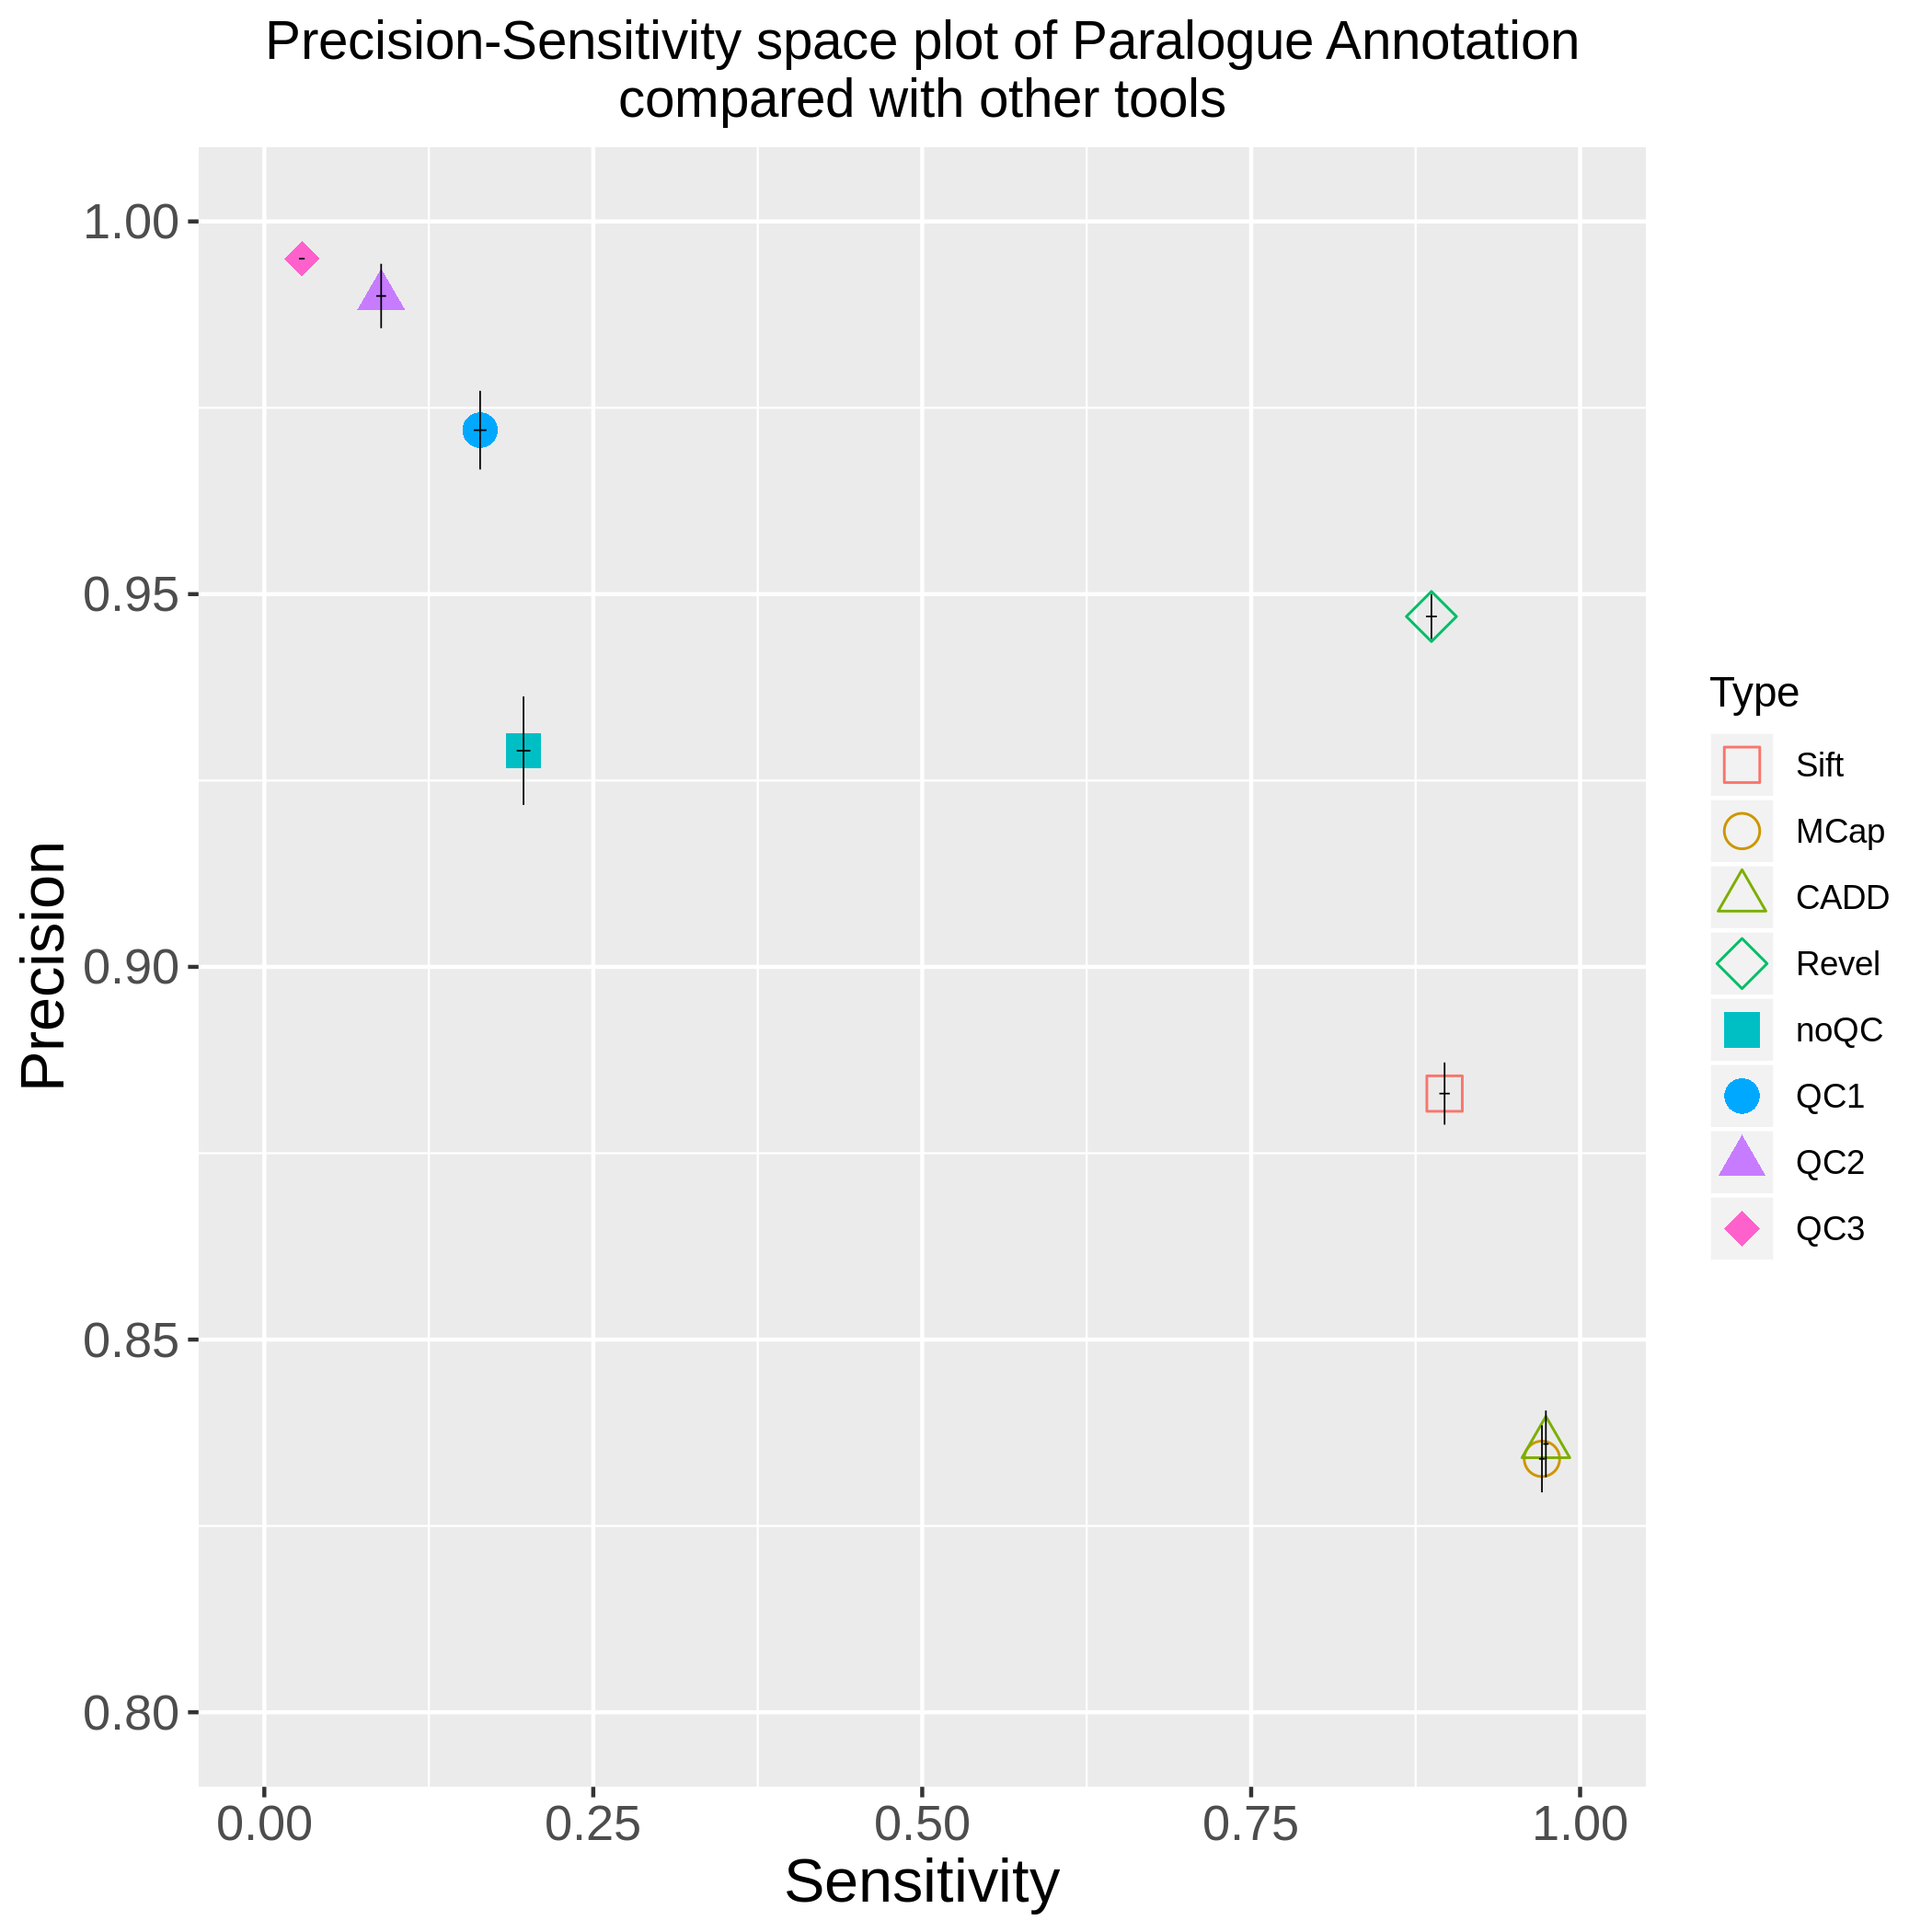 Precision-Sensitivity space plot of Paralogue Annotation
compared with other tools
Precision
1.00
0.95
0.90
0.85
0.80
0.00
0.25
0.50
0.75
1.00
Sensitivity
Type
Sift
MCap
CADD
Revel
noQC
QC1
QC2
QC3